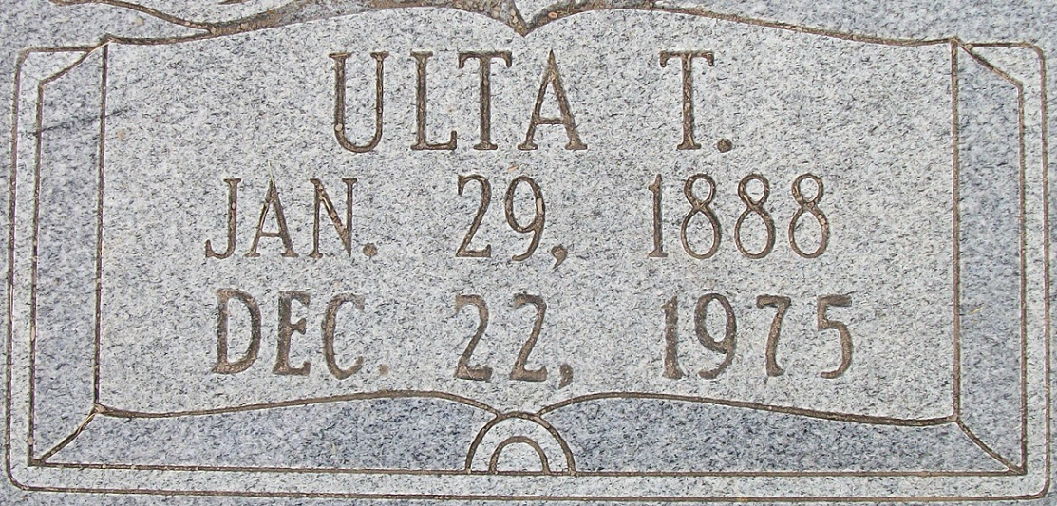 ULTA T.
JAN. 29, 1888
DEC. 22, 1975